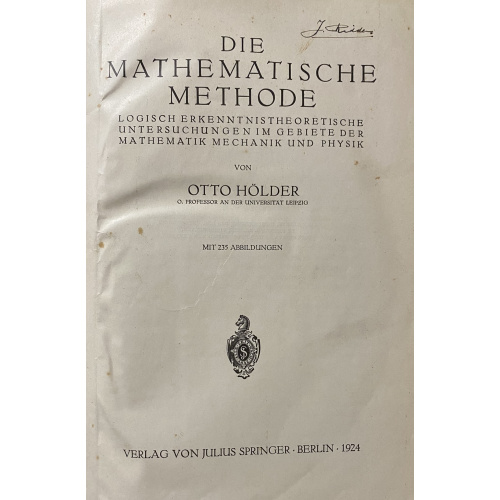 DIE
MATHEMATISCHE
METHODE
LOGISCH ERKENNTNISTHEORETISCHE
UNTERSUCHUNGEN IM GEBIETE DER
MATHEMATIK MECHANIK UND PHYSIK
VON
OTTO HÖLDER
O. PROFESSOR AN DER UNIVERSITÄT LEIPZIG
MIT 235 ABBILDUNGEN
VERLAG VON JULIUS SPRINGER · BERLIN · 1924